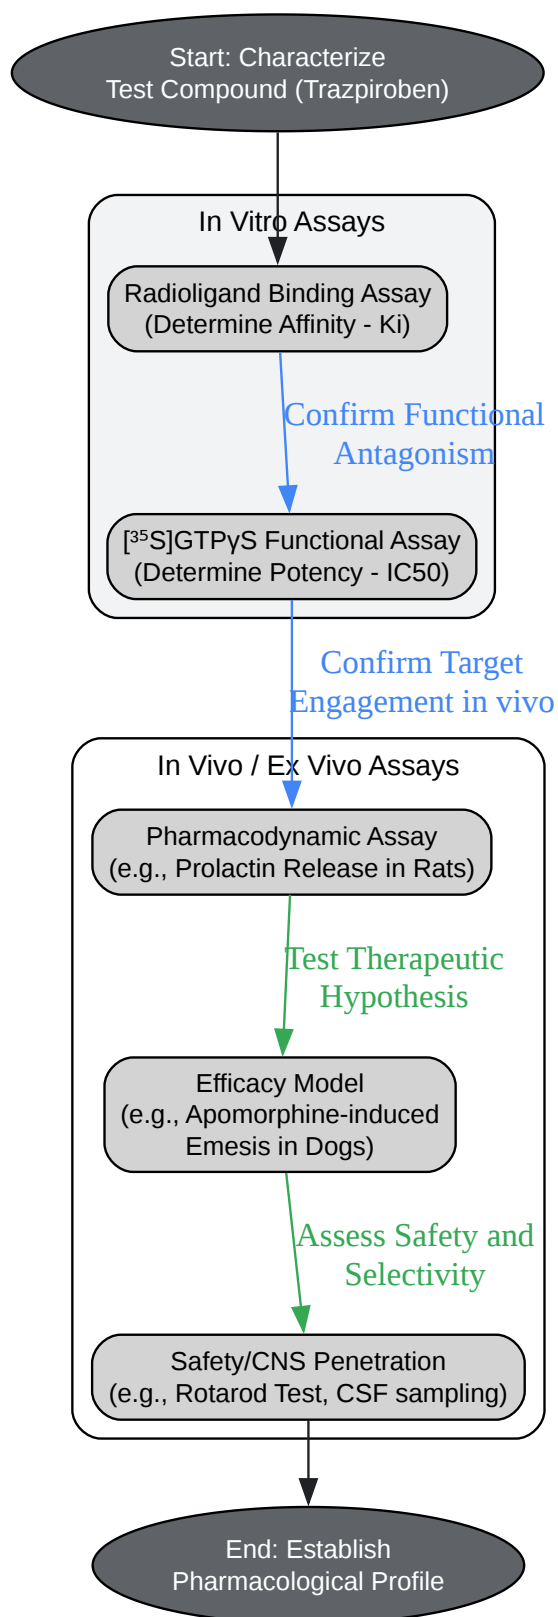 Start: Characterize
Test Compound (Trazpiroben)
In Vitro Assays
Radioligand Binding Assay
(Determine Affinity - Ki)
Confirm Functional
Antagonism
[³⁵S]GTPγS Functional Assay
(Determine Potency - IC50)
Confirm Target
Engagement in vivo
In Vivo / Ex Vivo Assays
Pharmacodynamic Assay
(e.g., Prolactin Release in Rats)
Test Therapeutic
Hypothesis
Efficacy Model
(e.g., Apomorphine-induced
Emesis in Dogs)
Assess Safety and
Selectivity
Safety/CNS Penetration
(e.g., Rotarod Test, CSF sampling)
End: Establish
Pharmacological Profile